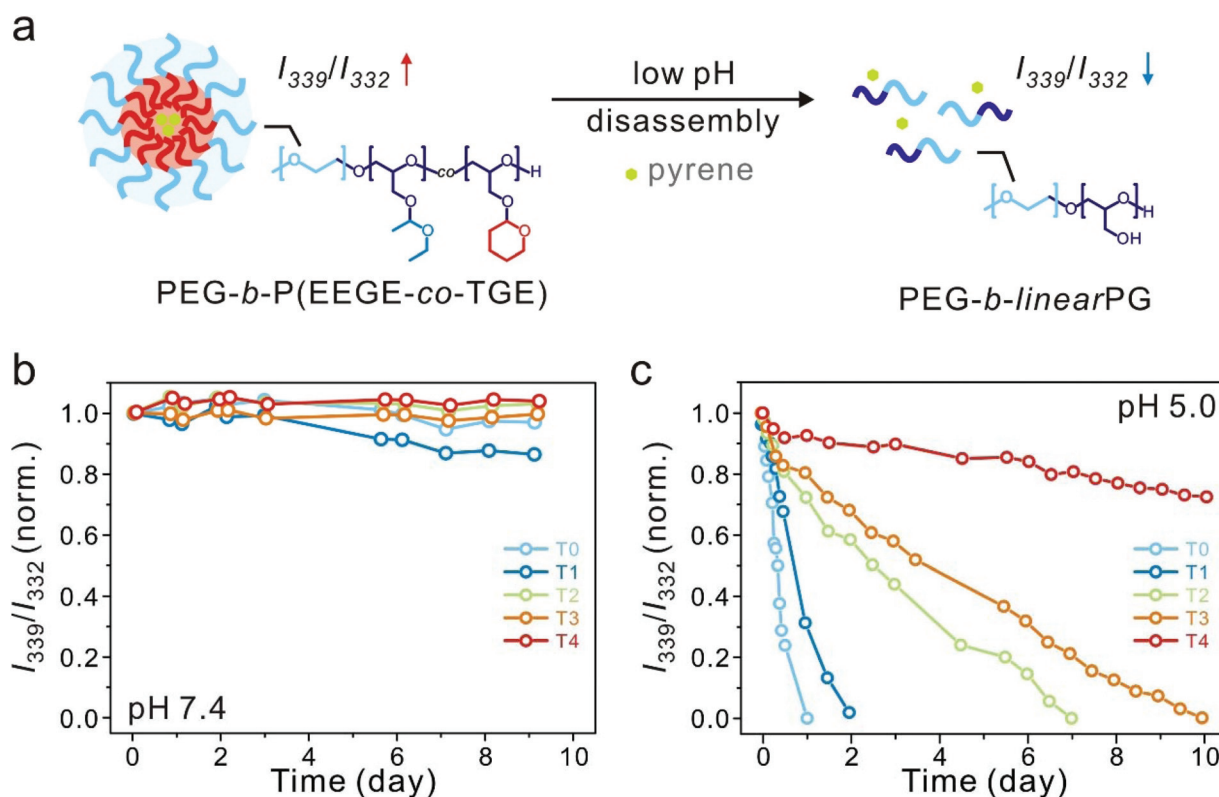 a
I339/I332
low pH
disassembly
pyrene
I339/I332
O
O
O
co
O
H
O
O
O
O
O
O
O
H
OH
PEG-b-P(EEGE-co-TGE)
PEG-b-linearPG
b
I339/I332 (norm.)
1.0
0.8
0.6
0.4
0.2
0.0
T0
T1
T2
T3
T4
pH 7.4
0
2
4
6
8
10
Time (day)
c
I339/I332 (norm.)
1.0
0.8
0.6
0.4
0.2
0.0
pH 5.0
T0
T1
T2
T3
T4
0
2
4
6
8
10
Time (day)